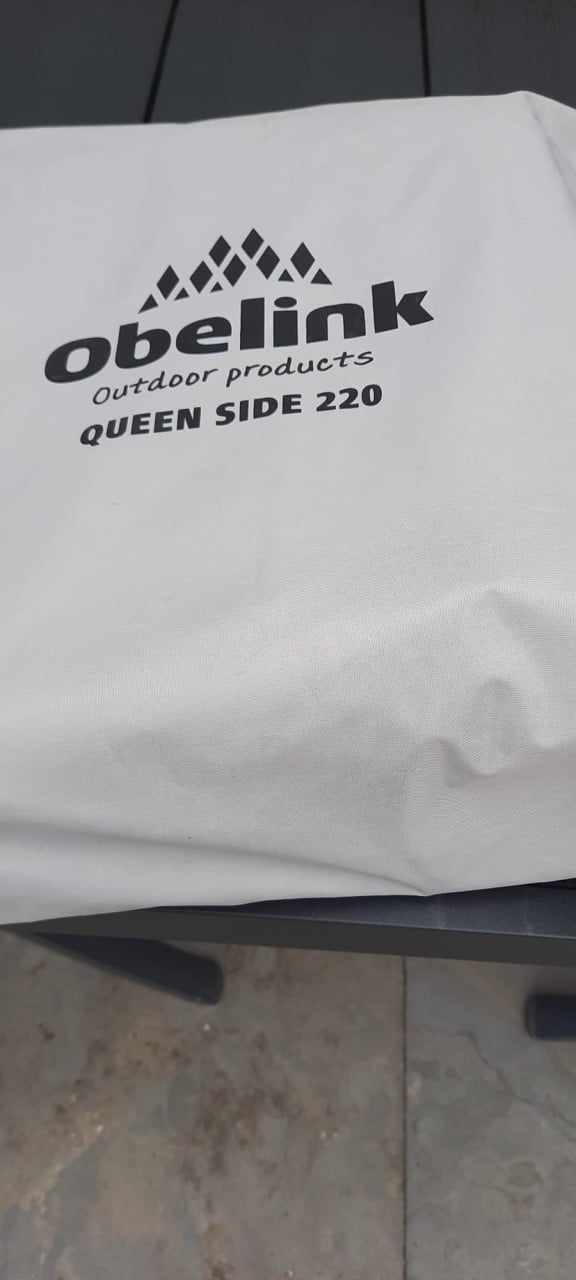 Obelink
Outdoor products
QUEEN SIDE 220